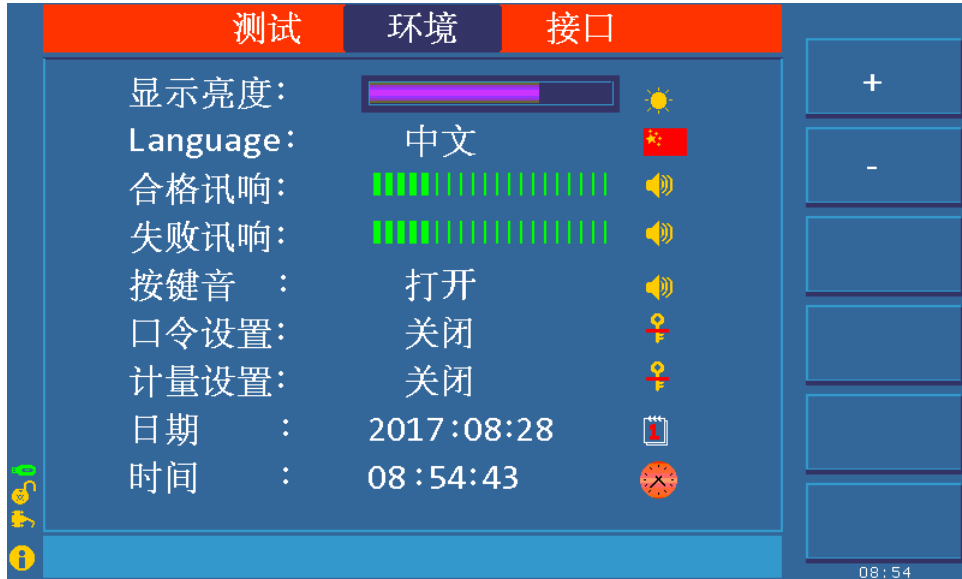 测试 环境 接口
显示亮度:
+
Language: 中文
合格讯响:
-
失败讯响:
按键音 : 打开
口令设置: 关闭
计量设置: 关闭
日期 : 2017:08:28 1
时间 : 08:54:43
08:54